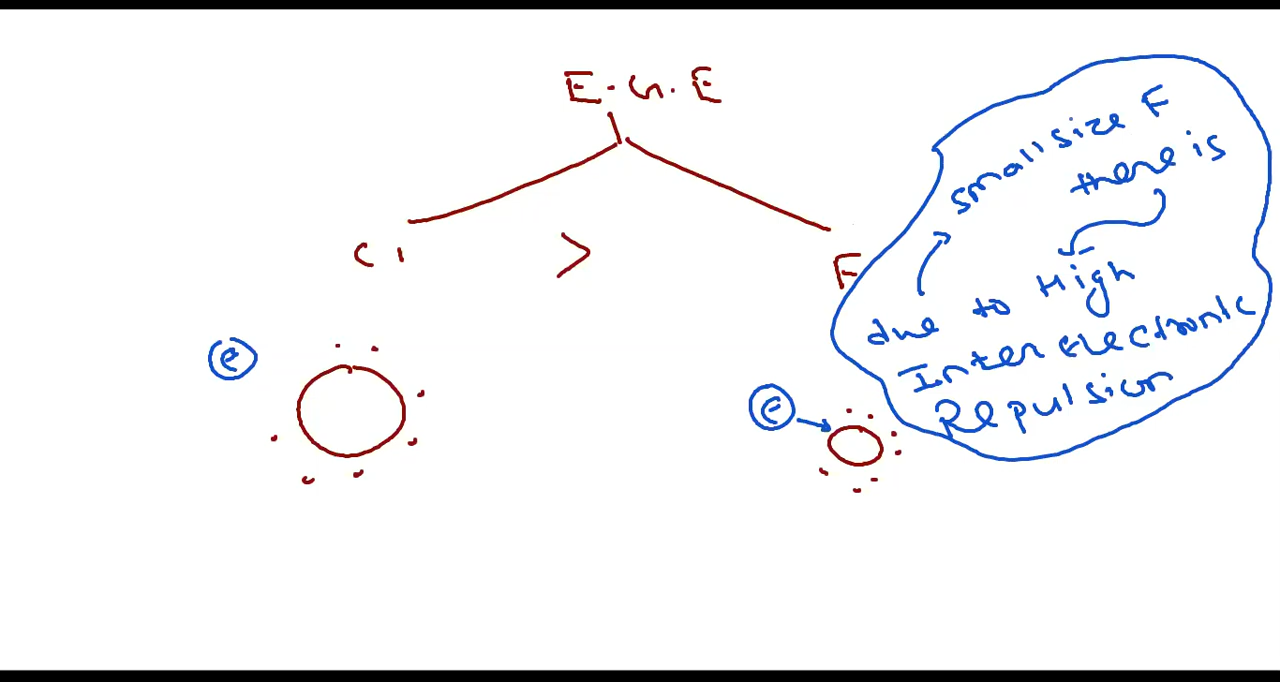 E.G.E
Cl > F
small size F
there is
due to High
Inter electronic
Repulsion
e
e